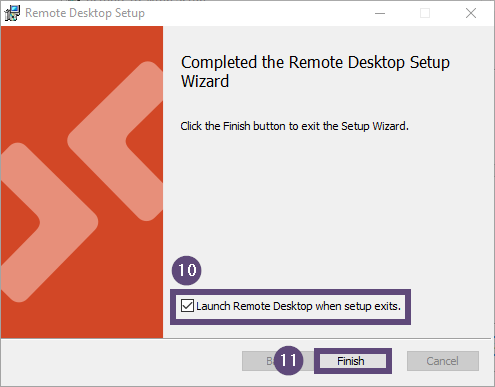 Remote Desktop Setup
Completed the Remote Desktop Setup
Wizard
Click the Finish button to exit the Setup Wizard.
10
Launch Remote Desktop when setup exits.
11
Finish
Cancel